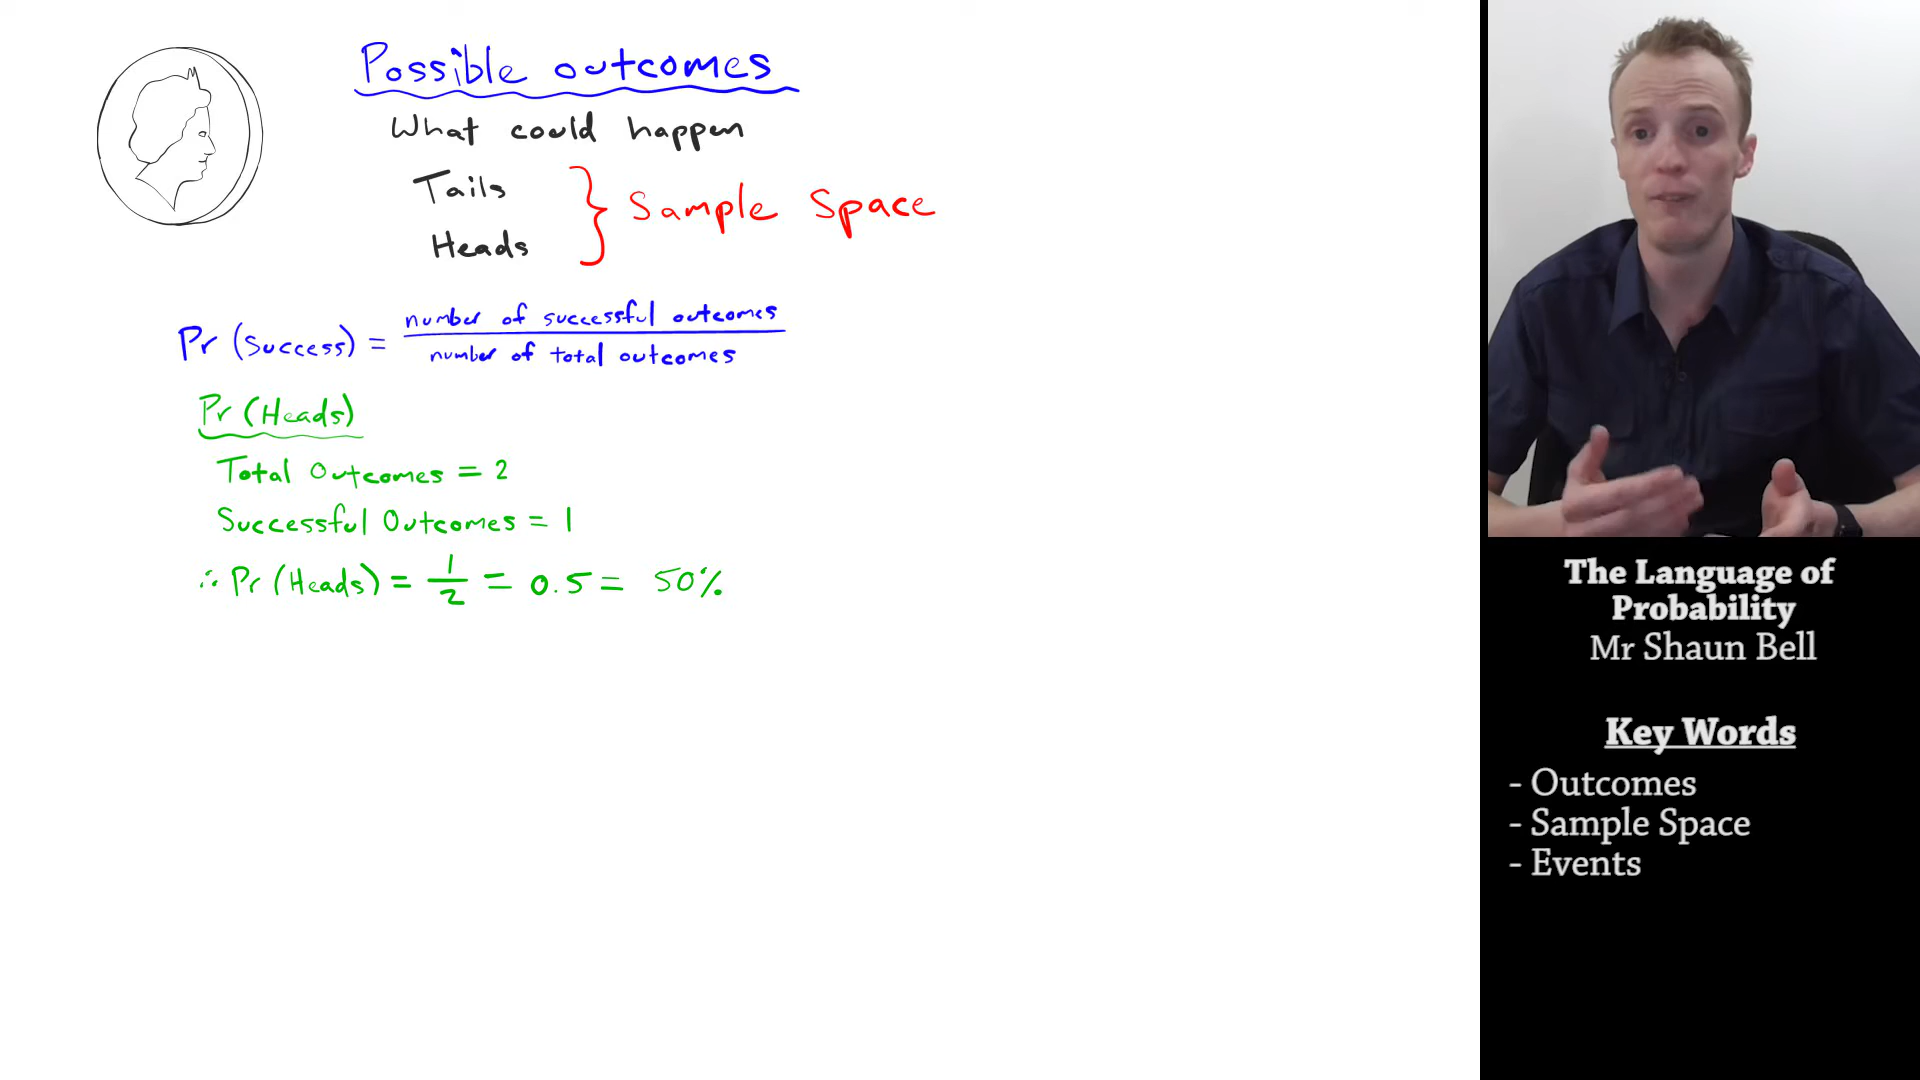 Possible outcomes
What could happen
Tails
Heads
Sample Space
Pr (Success) = number of successful outcomes
number of total outcomes
Pr (Heads)
Total Outcomes = 2
Successful Outcomes = 1
∴ Pr (Heads) = 1/2 = 0.5 = 50%
The Language of
Probability
Mr Shaun Bell
Key Words
- Outcomes
- Sample Space
- Events